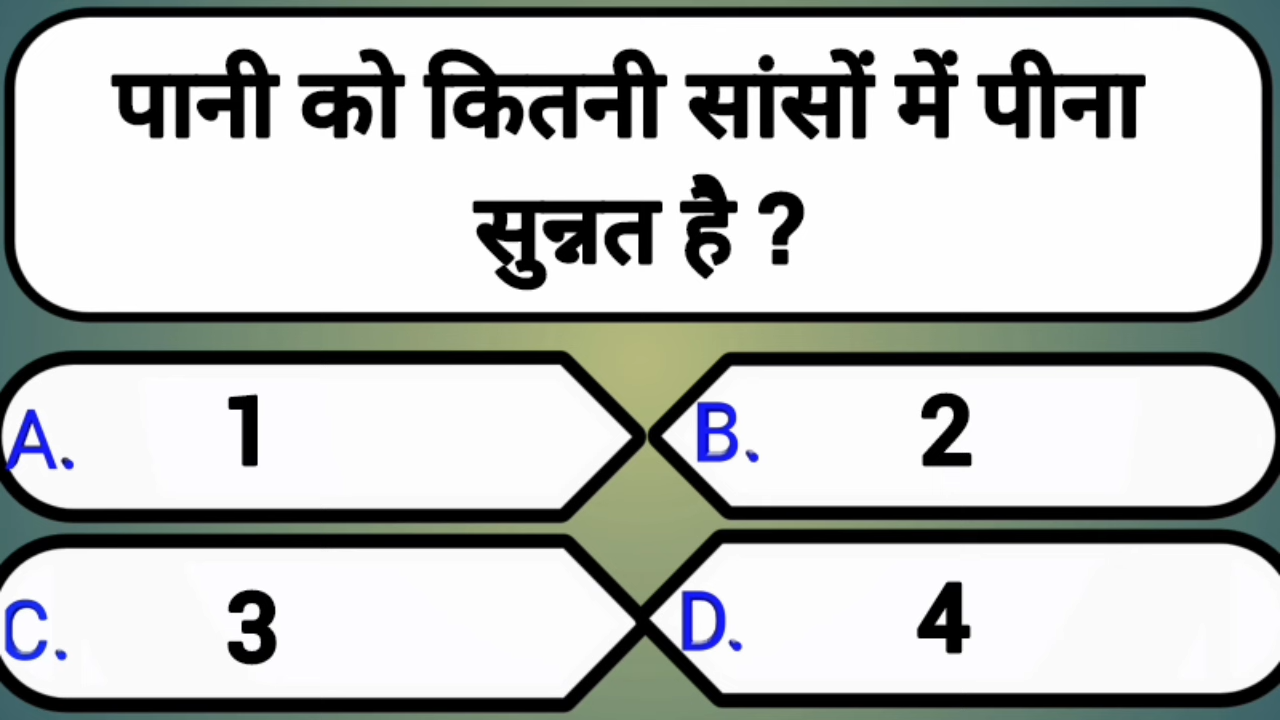 पानी को कितनी सांसों में पीना
सुन्नत है ?
A. 1
B. 2
C. 3
D. 4